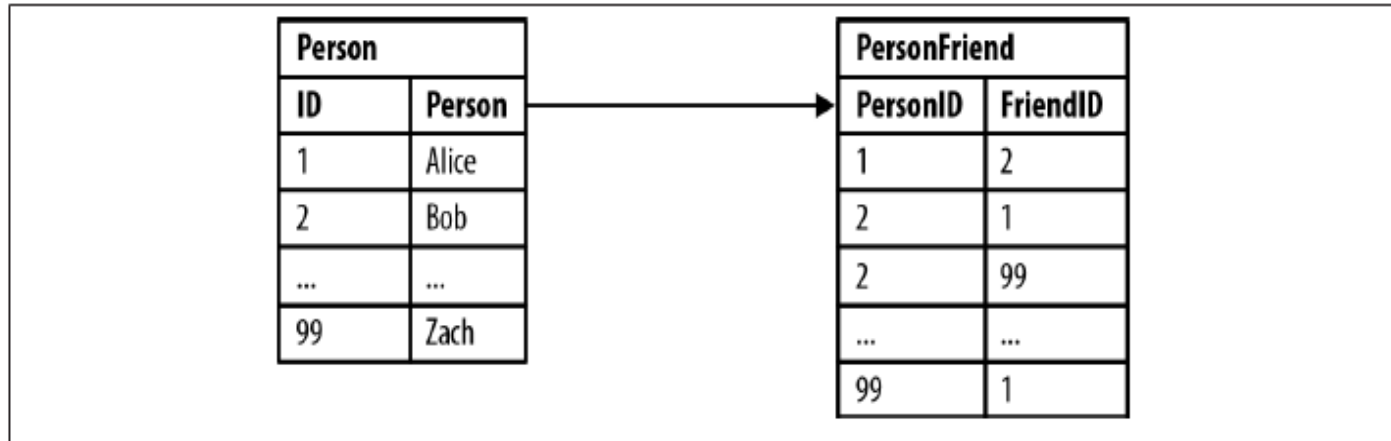 Person
ID Person
1 Alice
2 Bob
... ...
99 Zach
PersonFriend
PersonID FriendID
1 2
2 1
2 99
... ...
99 1